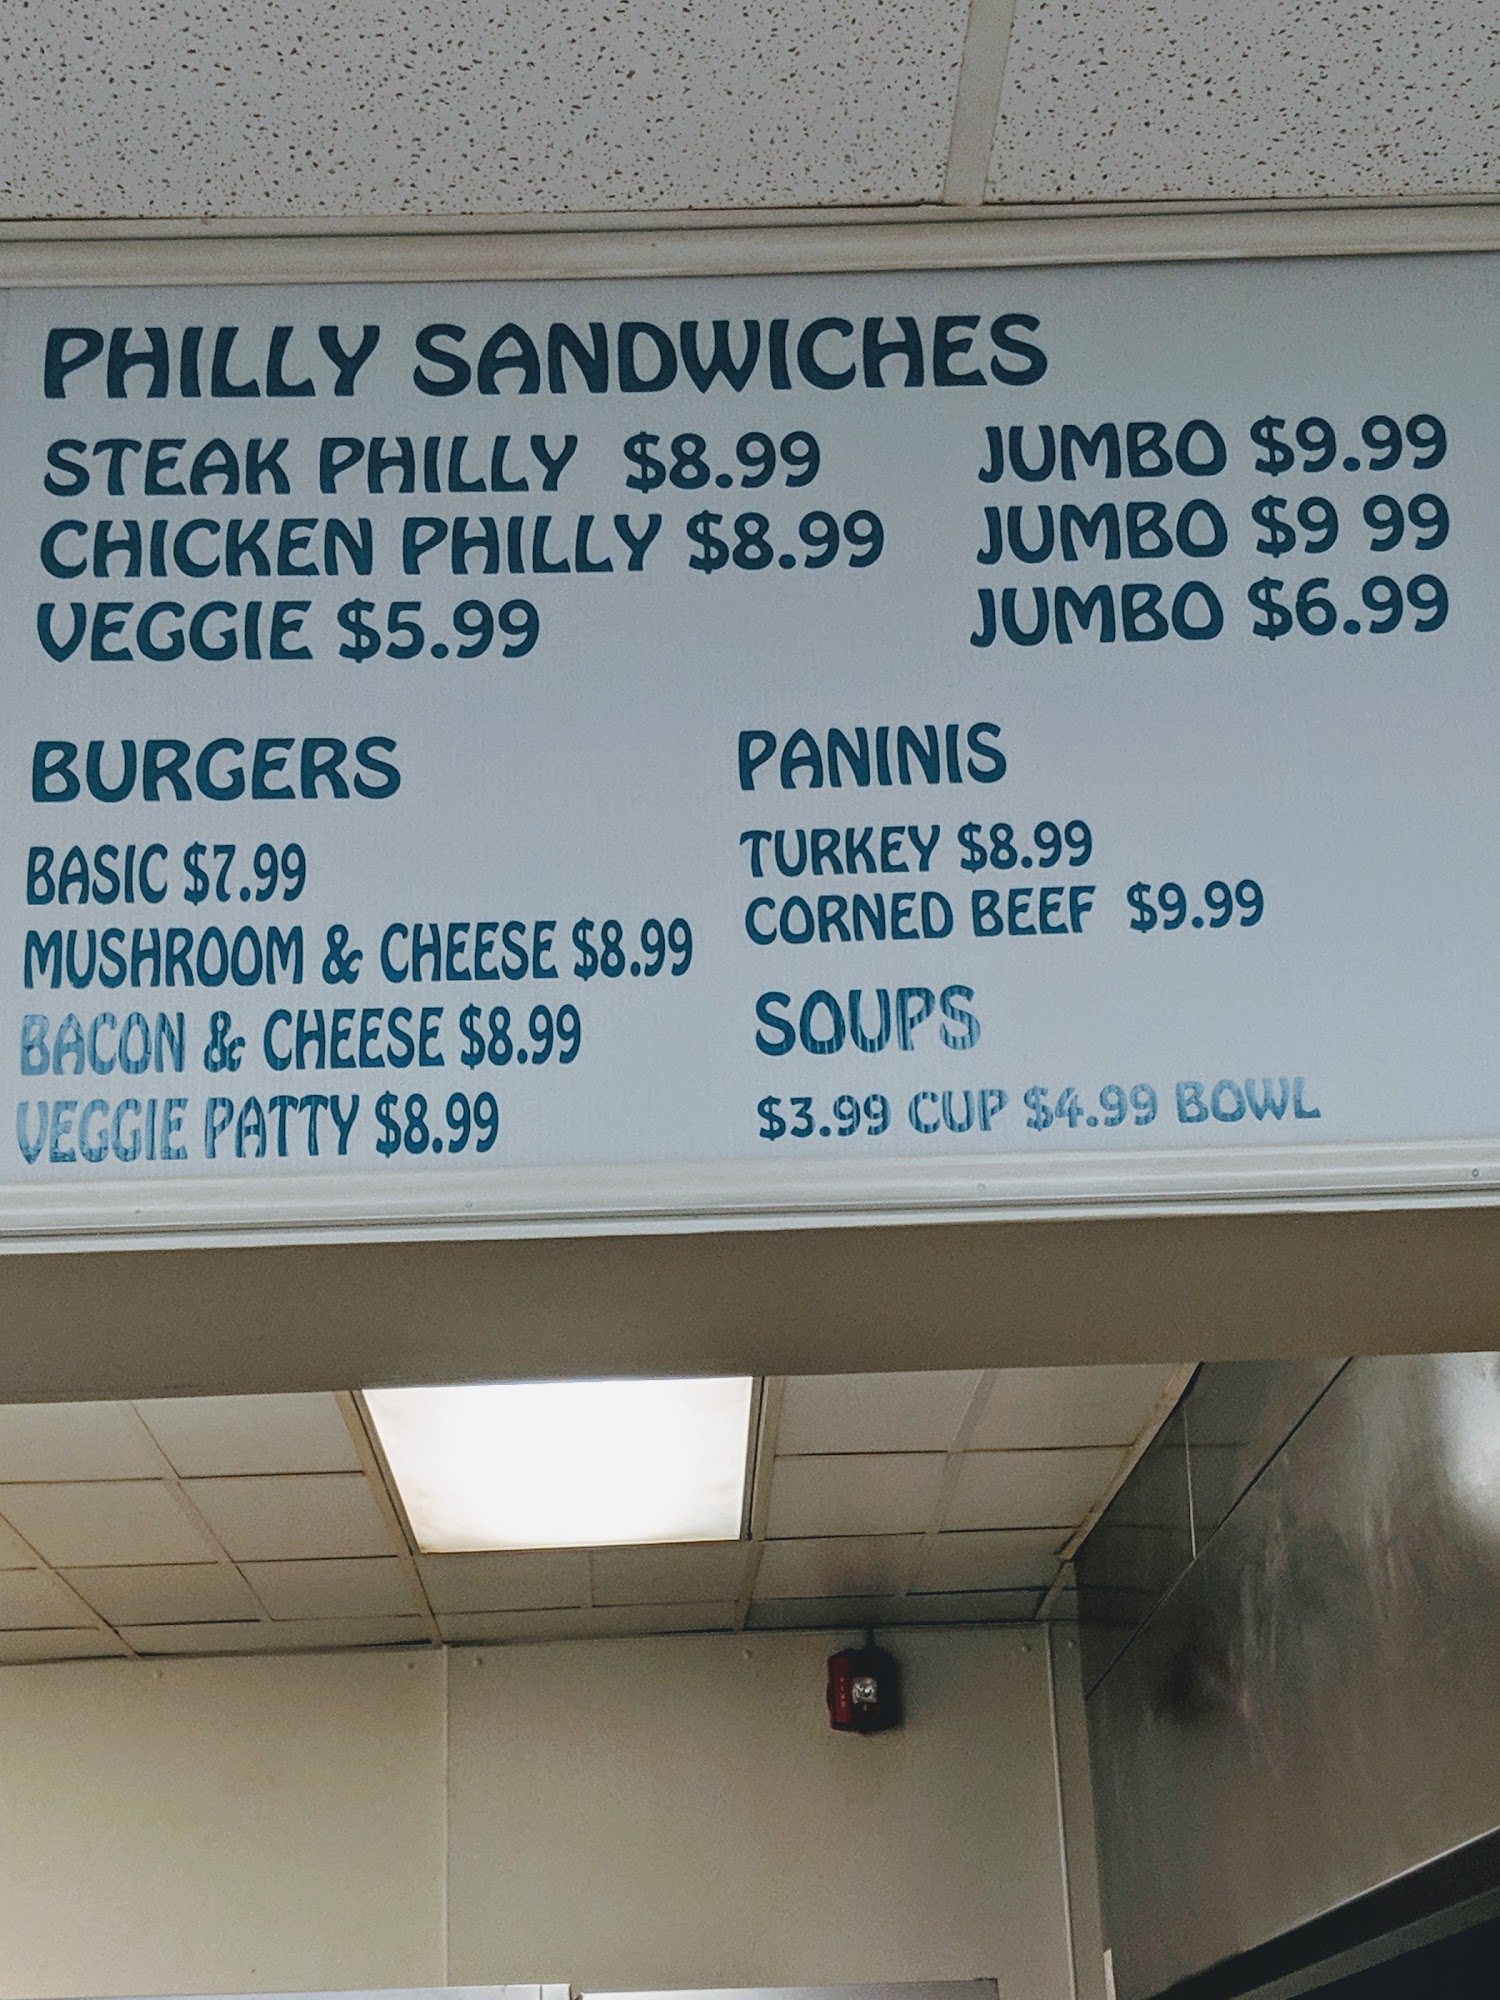 PHILLY SANDWICHES
STEAK PHILLY $8.99 JUMBO $9.99
CHICKEN PHILLY $8.99 JUMBO $9 99
VEGGIE $5.99 JUMBO $6.99
BURGERS
BASIC $7.99
MUSHROOM & CHEESE $8.99
BACON & CHEESE $8.99
VEGGIE PATTY $8.99
PANINIS
TURKEY $8.99
CORNED BEEF $9.99
SOUPS
$3.99 CUP $4.99 BOWL